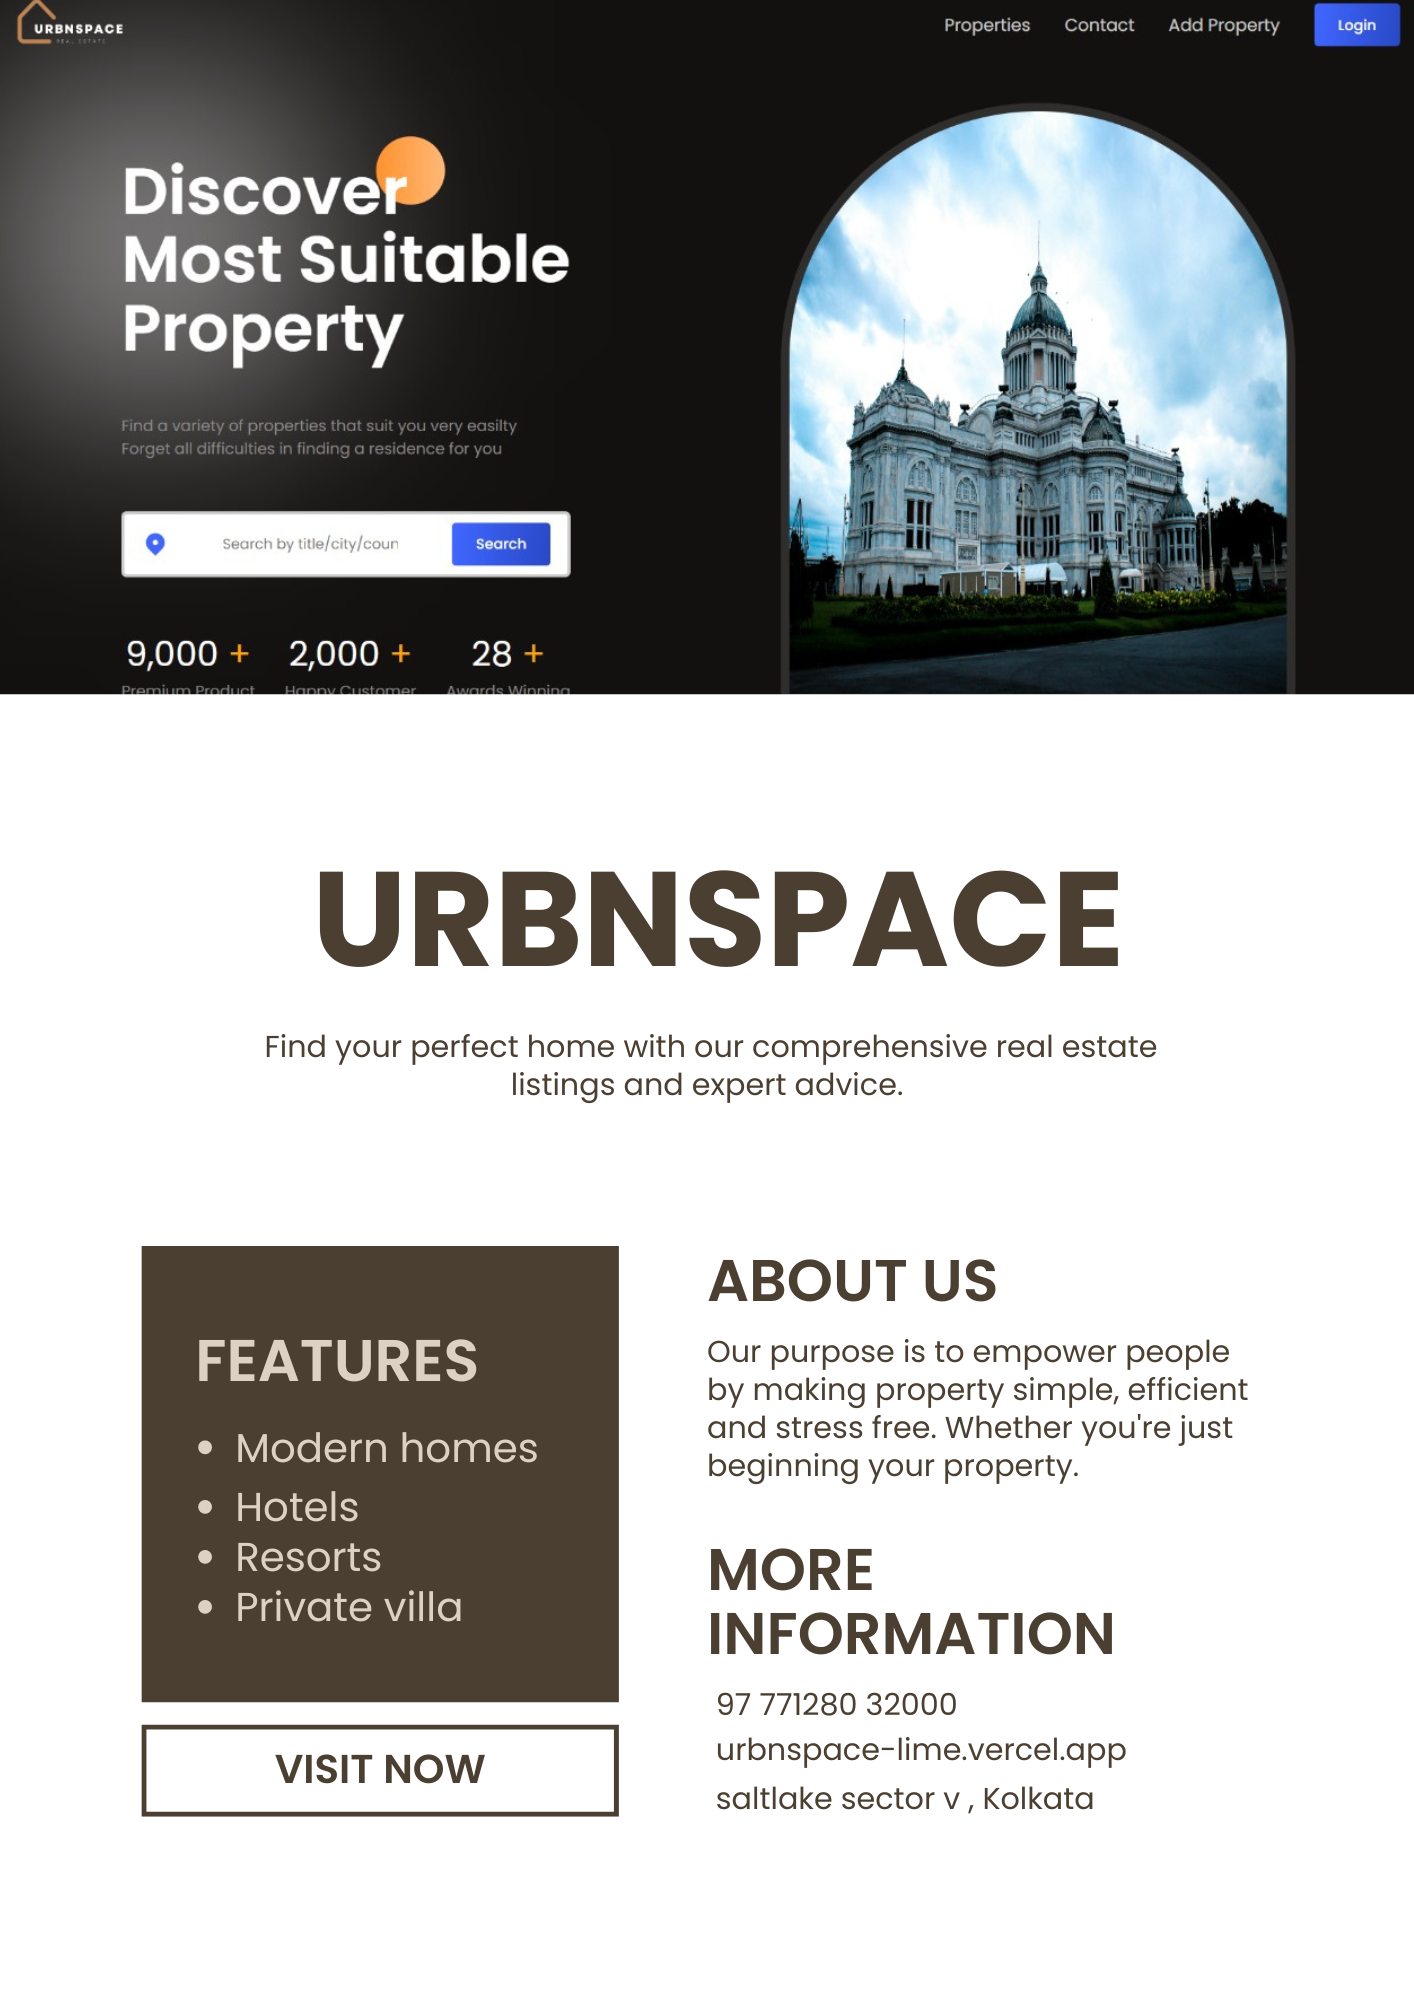 URBNSPACE
REAL ESTATE
Properties Contact Add Property Login
Discover
Most Suitable
Property
Find a variety of properties that suit you very easilty
Forget all difficulties in finding a residence for you
Search by title/city/coun Search
9,000 + 2,000 + 28 +
Premium Product Happy Customer Awards Winning
URBNSPACE
Find your perfect home with our comprehensive real estate
listings and expert advice.
FEATURES
• Modern homes
• Hotels
• Resorts
• Private villa
VISIT NOW
ABOUT US
Our purpose is to empower people
by making property simple, efficient
and stress free. Whether you're just
beginning your property.
MORE
INFORMATION
97 771280 32000
urbnspace-lime.vercel.app
saltlake sector v , Kolkata